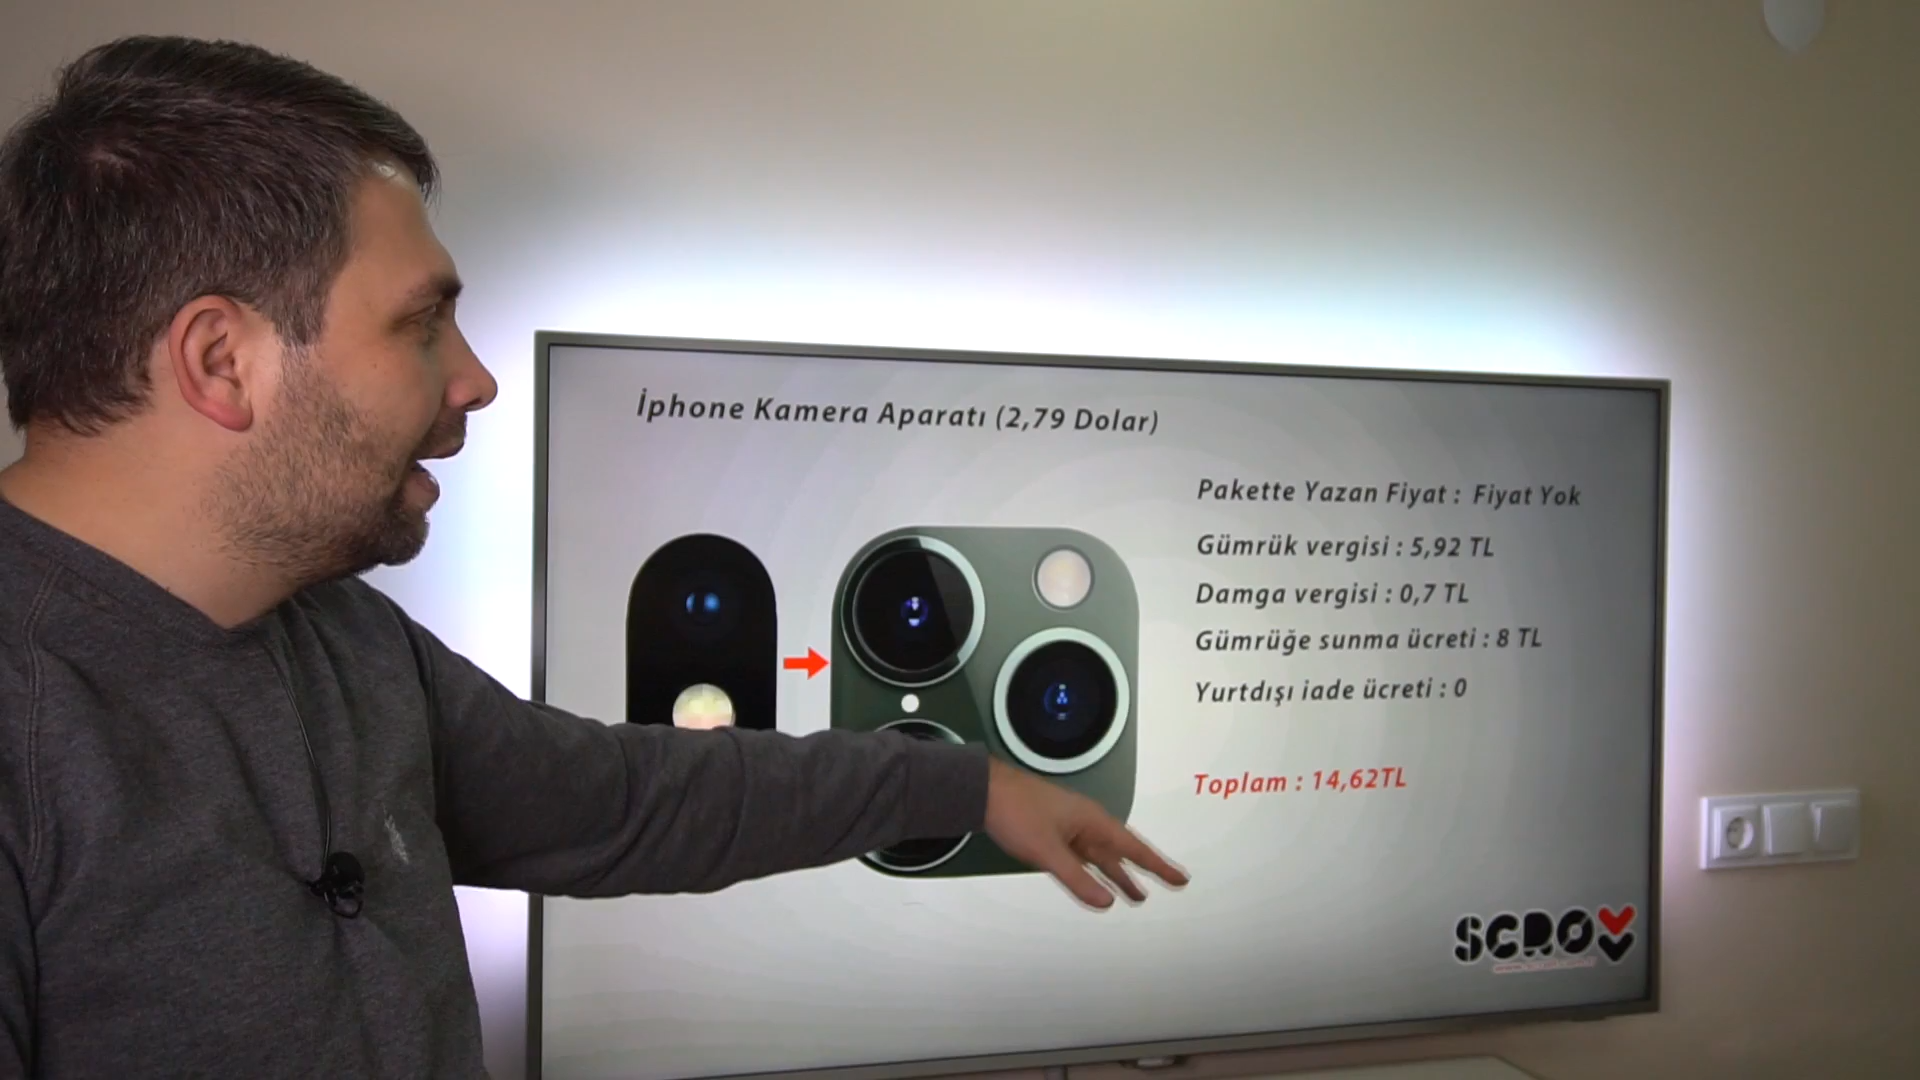 İphone Kamera Aparatı (2,79 Dolar)
Pakette Yazan Fiyat : Fiyat Yok
Gümrük vergisi : 5,92 TL
Damga vergisi : 0,7 TL
Gümrüğe sunma ücreti : 8 TL
Yurtdışı iade ücreti : 0
Toplam : 14,62TL
SCROLL